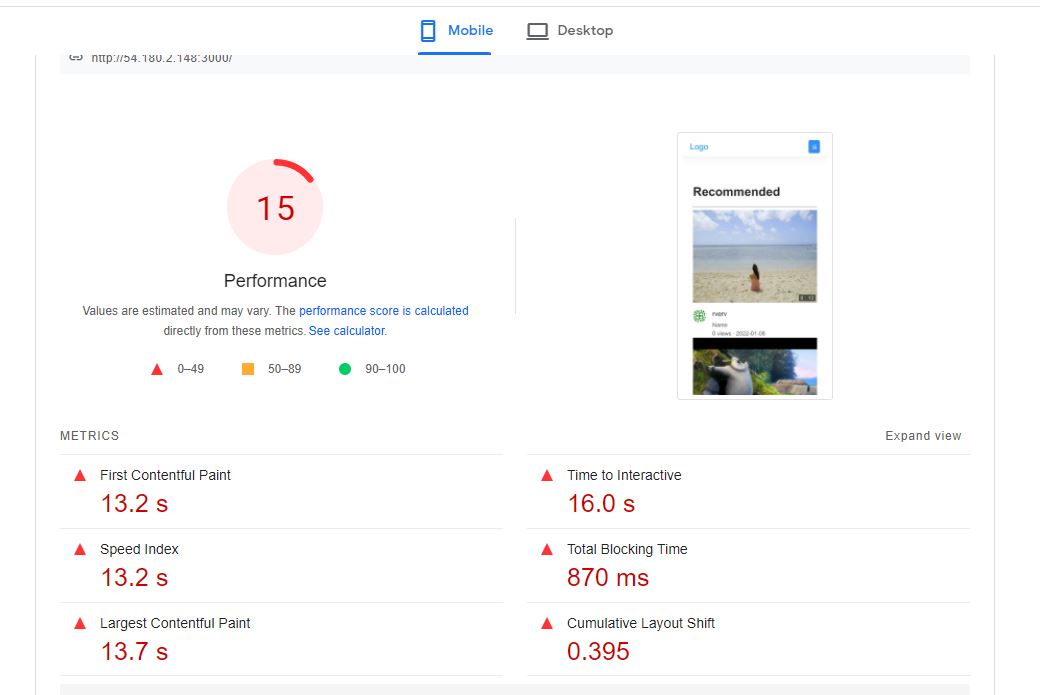 Mobile Desktop
http://54.180.2.148:3000/
Logo
Recommended
15
Performance
Values are estimated and may vary. The performance score is calculated
directly from these metrics. See calculator.
0–49 50–89 90–100
rverv
Name
0 views · 2022-01-06
METRICS Expand view
First Contentful Paint
13.2 s
Time to Interactive
16.0 s
Speed Index
13.2 s
Total Blocking Time
870 ms
Largest Contentful Paint
13.7 s
Cumulative Layout Shift
0.395